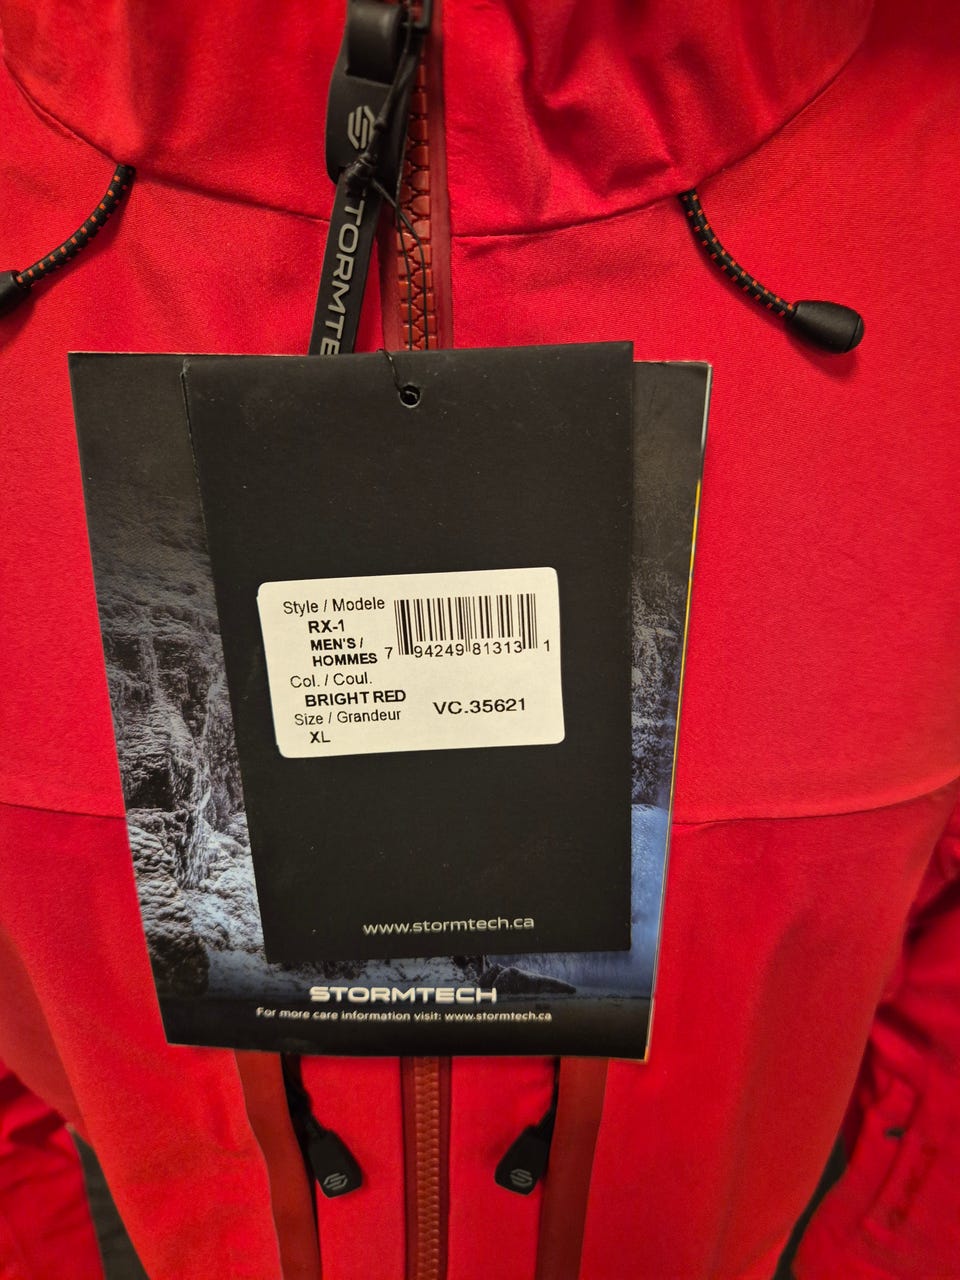 STORMTE
Style / Modele
RX-1
MEN'S /
HOMMES
7 94249 81313 1
Col. / Coul.
BRIGHT RED
VC.35621
Size / Grandeur
XL
www.stormtech.ca
STORMTECH
For more care information visit: www.stormtech.ca